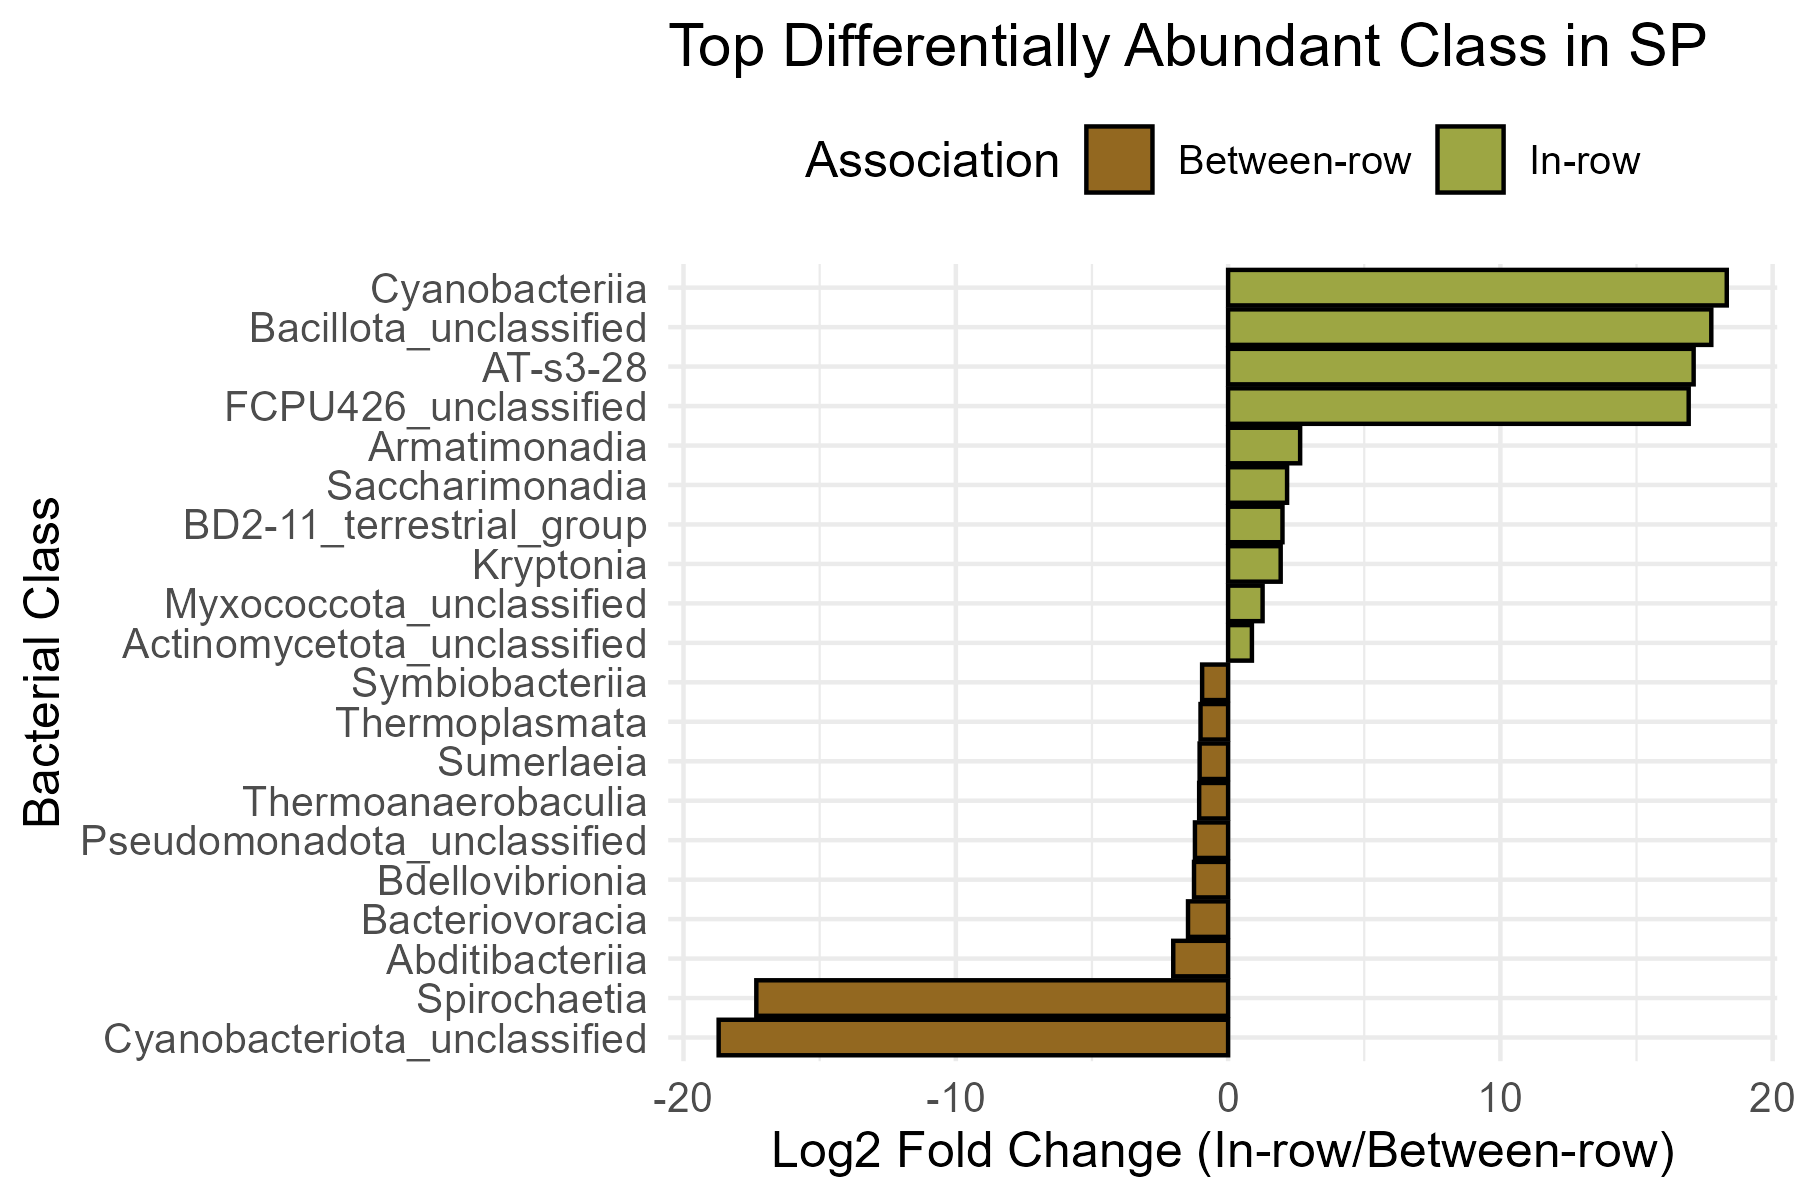 Top Differentially Abundant Class in SP
Association Between-row In-row
Cyanobacteriia
Bacillota_unclassified
AT-s3-28
FCPU426_unclassified
Armatimonadia
Saccharimonadia
BD2-11_terrestrial_group
Kryptonia
Myxococcota_unclassified
Actinomycetota_unclassified
Symbiobacteriia
Thermoplasmata
Sumerlaeia
Thermoanaerobaculia
Pseudomonadota_unclassified
Bdellovibrionia
Bacteriovoracia
Abditibacteriia
Spirochaetia
Cyanobacteriota_unclassified
Bacterial Class
-20 -10 0 10 20
Log2 Fold Change (In-row/Between-row)